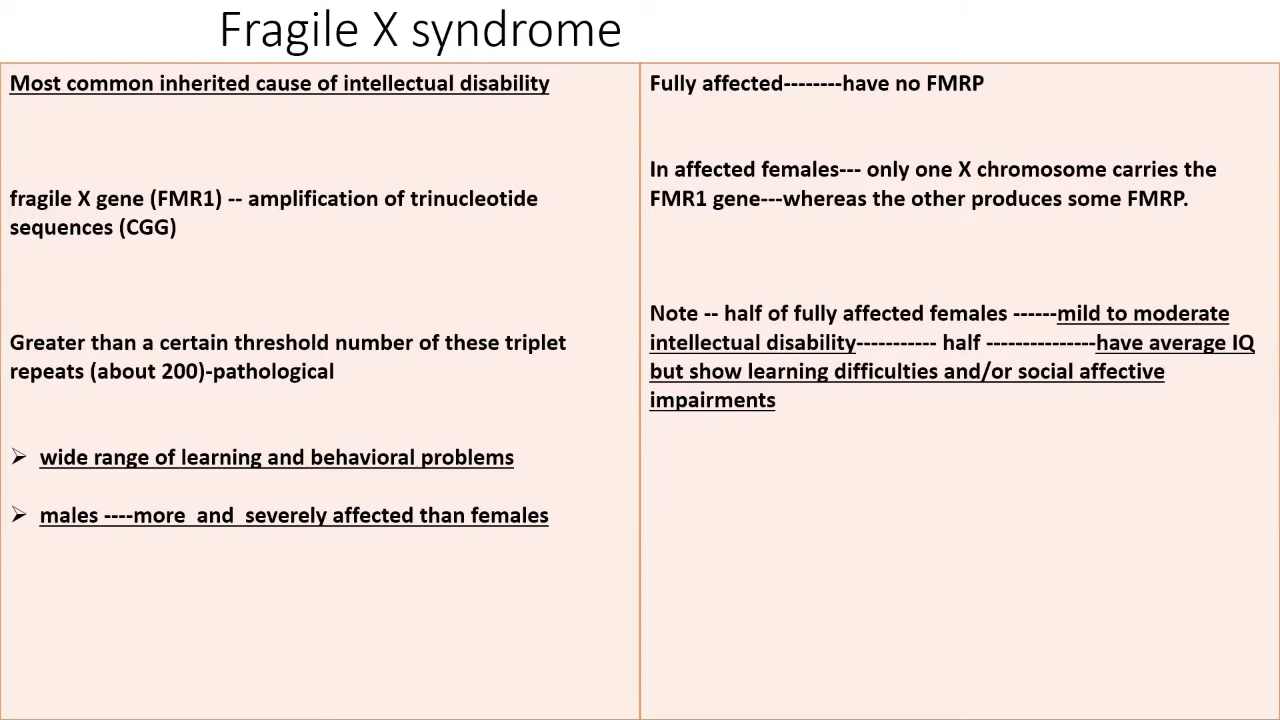 Fragile X syndrome
Most common inherited cause of intellectual disability
fragile X gene (FMR1) -- amplification of trinucleotide
sequences (CGG)
Greater than a certain threshold number of these triplet
repeats (about 200)-pathological
➢ wide range of learning and behavioral problems
➢ males ----more  and  severely affected than females
Fully affected--------have no FMRP
In affected females--- only one X chromosome carries the
FMR1 gene---whereas the other produces some FMRP.
Note -- half of fully affected females ------mild to moderate
intellectual disability----------- half ---------------have average IQ
but show learning difficulties and/or social affective
impairments